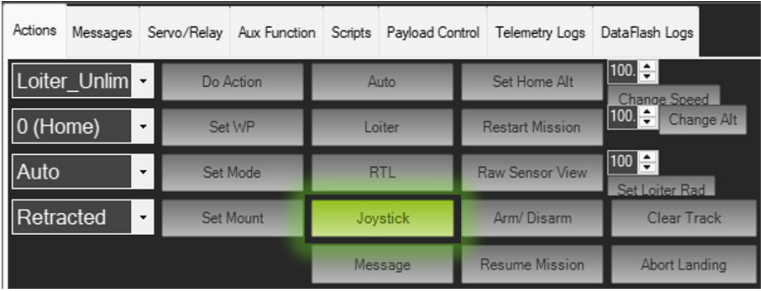 Actions Messages Servo/Relay Aux Function Scripts Payload Control Telemetry Logs DataFlash Logs
Loiter_Unlim Do Action Auto Set Home Alt 100. Change Speed
0 (Home) Set WP Loiter Restart Mission 100. Change Alt
Auto Set Mode RTL Raw Sensor View 100 Set Loiter Rad
Retracted Set Mount Joystick Arm/ Disarm Clear Track
Message Resume Mission Abort Landing